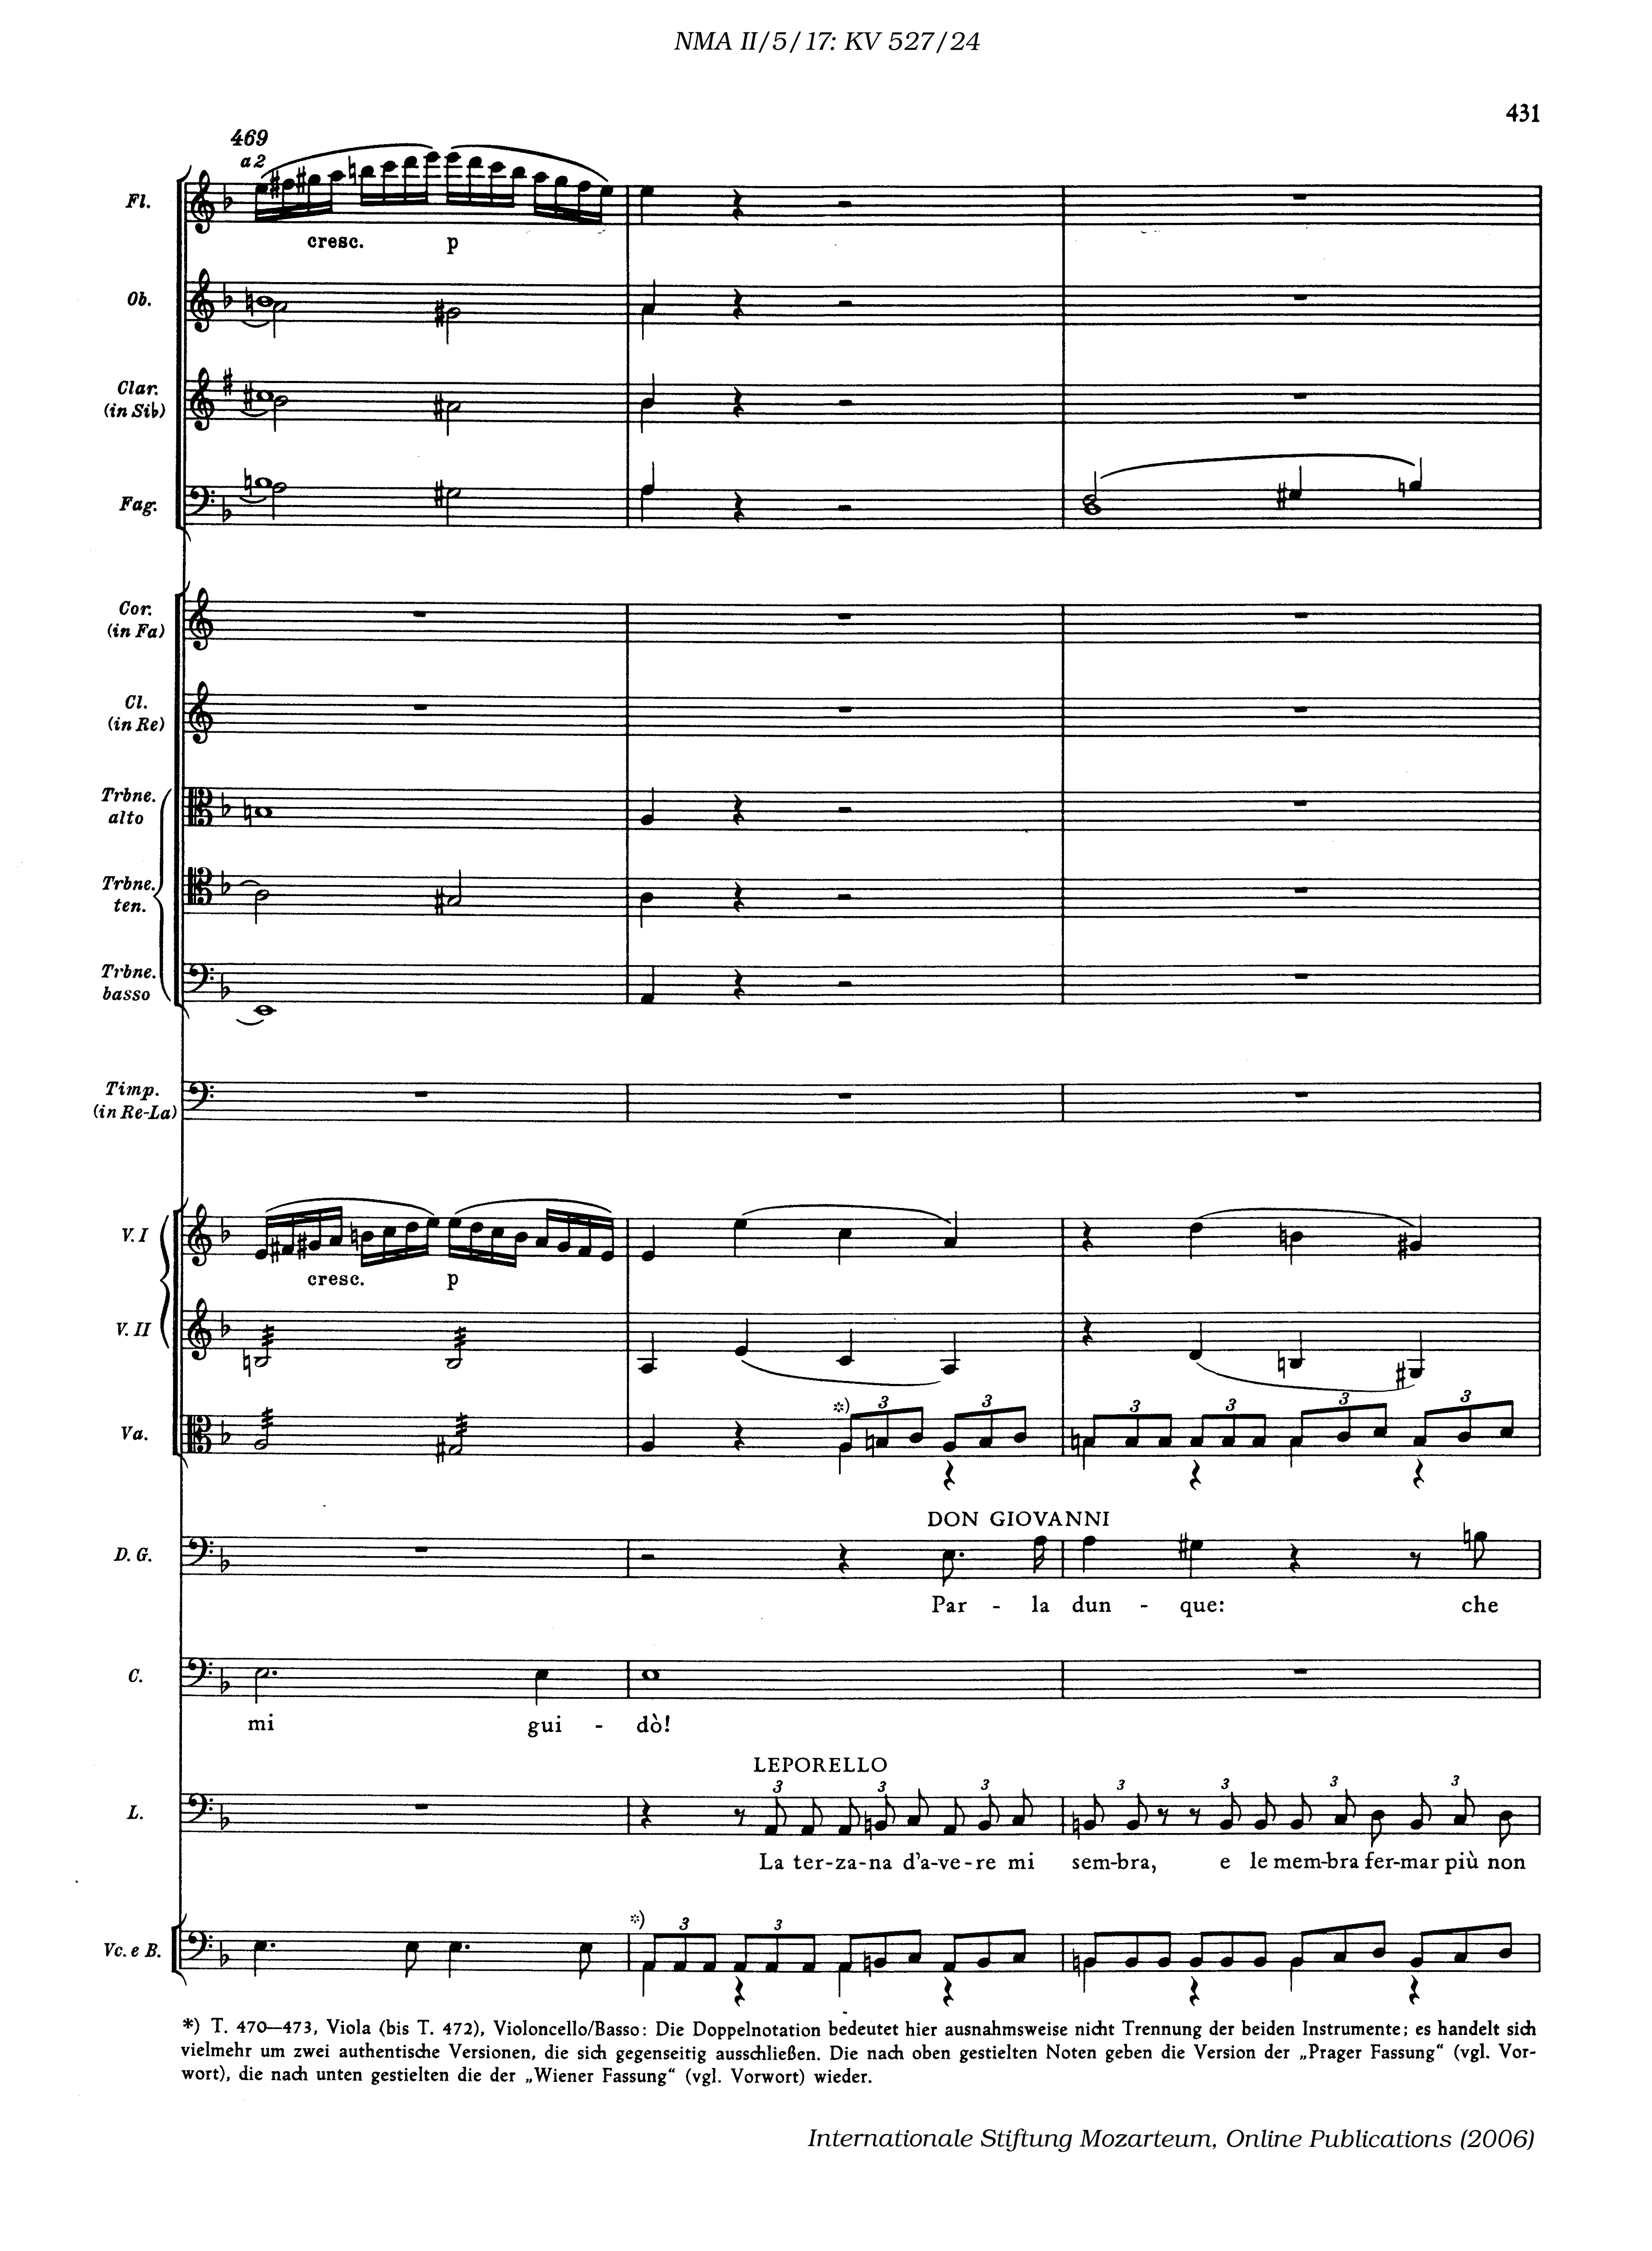 NMA II/5/17: KV 527/24
431
469
a 2
Fl.
cresc. p
Ob.
Clar.
(in Sib)
Fag.
Cor.
(in Fa)
Cl.
(in Re)
Trbne.
alto
Trbne.
ten.
Trbne.
basso
Timp.
(in Re-La)
V. I
cresc. p
V. II
*) 3 3 3 3 3 3
Va.
DON GIOVANNI
D. G.
Par - la dun - que: che
C.
mi gui - dò!
LEPORELLO
3 3 3 3 3 3 3
L.
La ter-za-na d'a-ve-re mi sem-bra, e le mem-bra fer-mar più non
*) 3 3
Vc. e B.
*) T. 470—473, Viola (bis T. 472), Violoncello/Basso: Die Doppelnotation bedeutet hier ausnahmsweise nicht Trennung der beiden Instrumente; es handelt sich
vielmehr um zwei authentische Versionen, die sich gegenseitig ausschließen. Die nach oben gestielten Noten geben die Version der „Prager Fassung“ (vgl. Vor-
wort), die nach unten gestielten die der „Wiener Fassung“ (vgl. Vorwort) wieder.
Internationale Stiftung Mozarteum, Online Publications (2006)